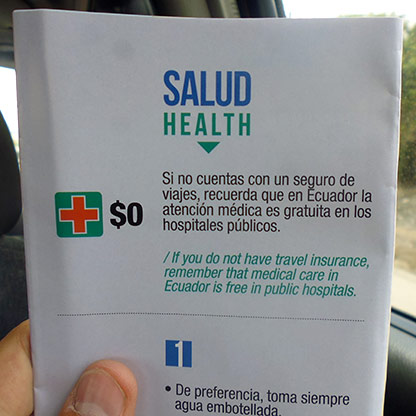 SALUD
HEALTH
$0
Si no cuentas con un seguro de
viajes, recuerda que en Ecuador la
atención médica es gratuita en los
hospitales públicos.
/ If you do not have travel insurance,
remember that medical care in
Ecuador is free in public hospitals.
1
• De preferencia, toma siempre
agua embotellada.